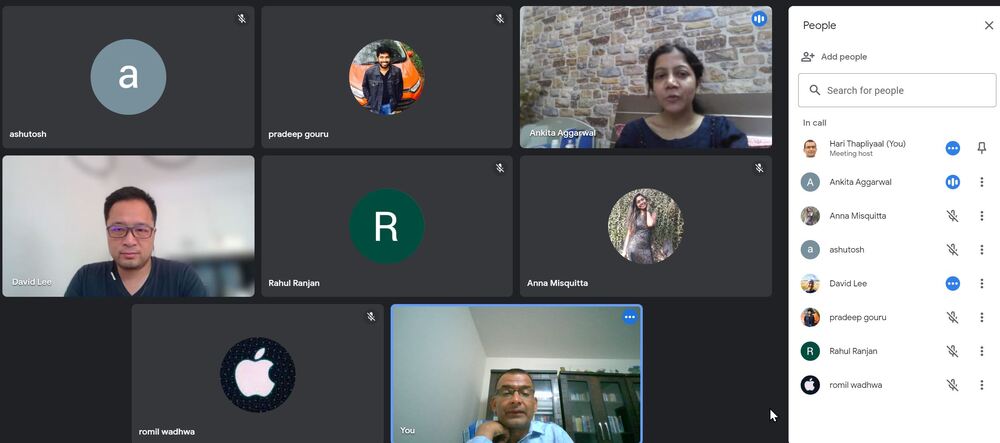 a
ashutosh
pradeep gouru
Ankita Aggarwal
David Lee
R
Rahul Ranjan
Anna Misquitta
romil wadhwa
You
People
Add people
Search for people
In call
Hari Thapliyaal (You)
Meeting host
A
Ankita Aggarwal
Anna Misquitta
a
ashutosh
David Lee
pradeep gouru
R
Rahul Ranjan
romil wadhwa